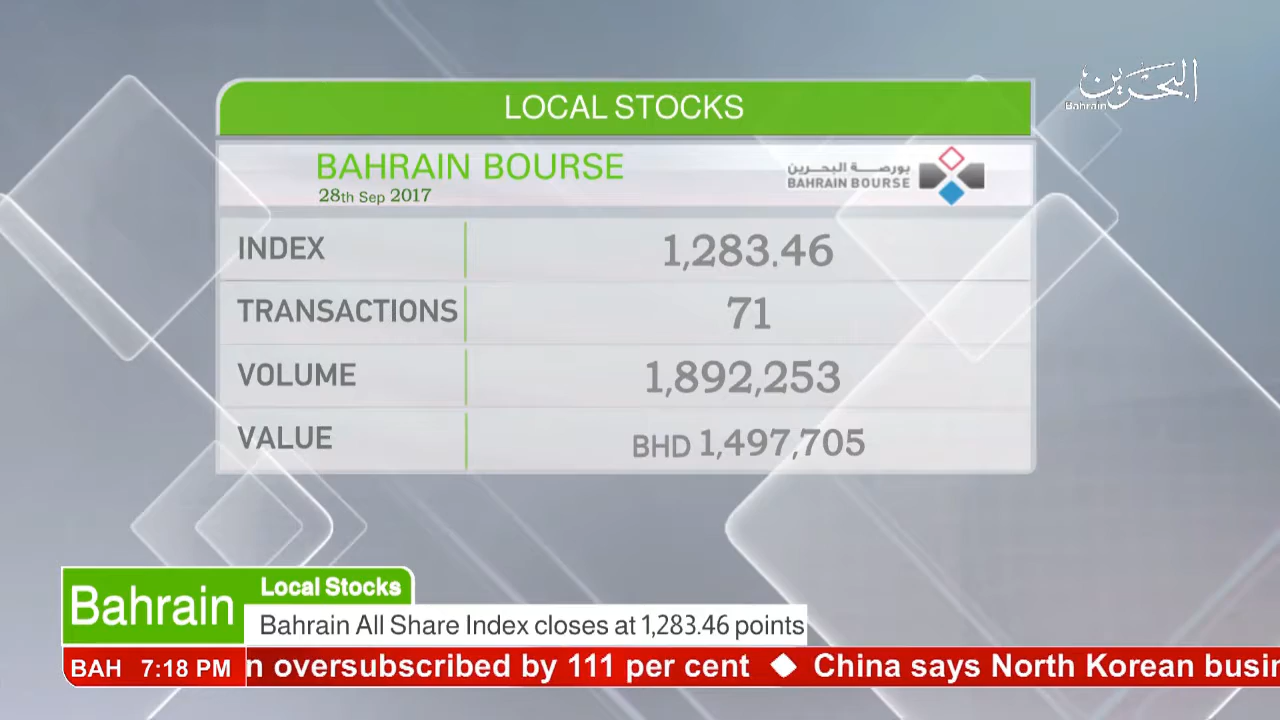 البحرين
Bahrain
LOCAL STOCKS
BAHRAIN BOURSE
28th Sep 2017
بورصة البحرين
BAHRAIN BOURSE
INDEX 1,283.46
TRANSACTIONS 71
VOLUME 1,892,253
VALUE BHD 1,497,705
Bahrain
Local Stocks
Bahrain All Share Index closes at 1,283.46 points
BAH 7:18 PM n oversubscribed by 111 per cent ◆ China says North Korean busi